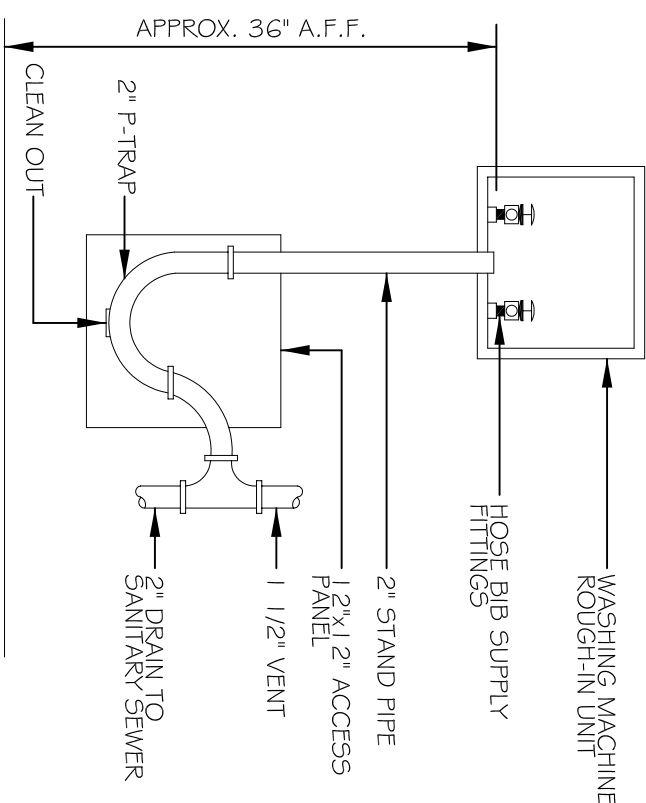 APPROX. 36" A.F.F.
CLEAN OUT
2" P-TRAP
WASHING MACHINE
ROUGH-IN UNIT
HOSE BIB SUPPLY
FITTINGS
2" STAND PIPE
12"x12" ACCESS
PANEL
1 1/2" VENT
2" DRAIN TO
SANITARY SEWER